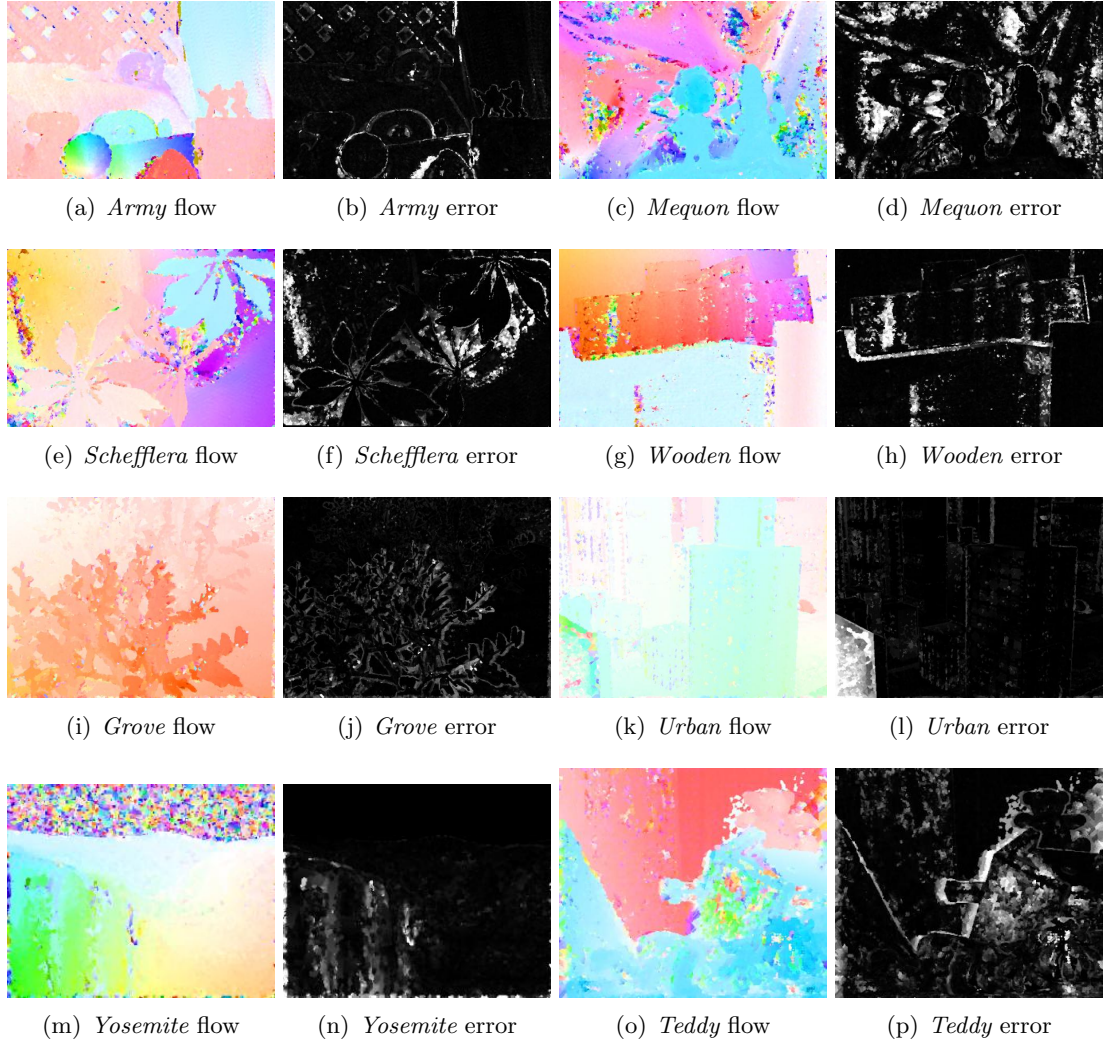 (a) Army flow
(b) Army error
(c) Mequon flow
(d) Mequon error
(e) Schefflera flow
(f) Schefflera error
(g) Wooden flow
(h) Wooden error
(i) Grove flow
(j) Grove error
(k) Urban flow
(l) Urban error
(m) Yosemite flow
(n) Yosemite error
(o) Teddy flow
(p) Teddy error